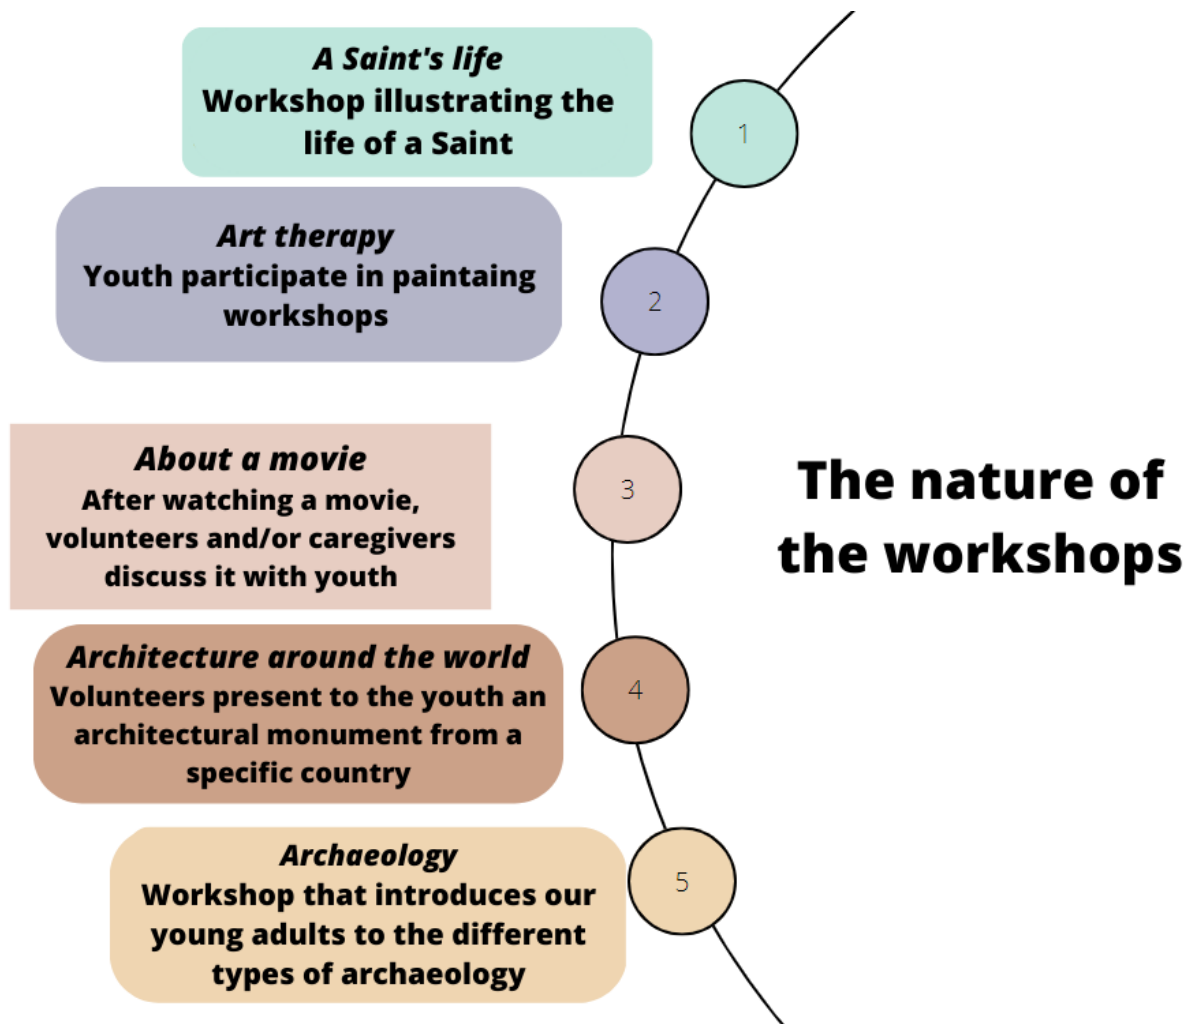 A Saint's life
Workshop illustrating the
life of a Saint
1
Art therapy
Youth participate in paintaing
workshops
2
About a movie
After watching a movie,
volunteers and/or caregivers
discuss it with youth
3
The nature of
the workshops
Architecture around the world
Volunteers present to the youth an
architectural monument from a
specific country
4
Archaeology
Workshop that introduces our
young adults to the different
types of archaeology
5